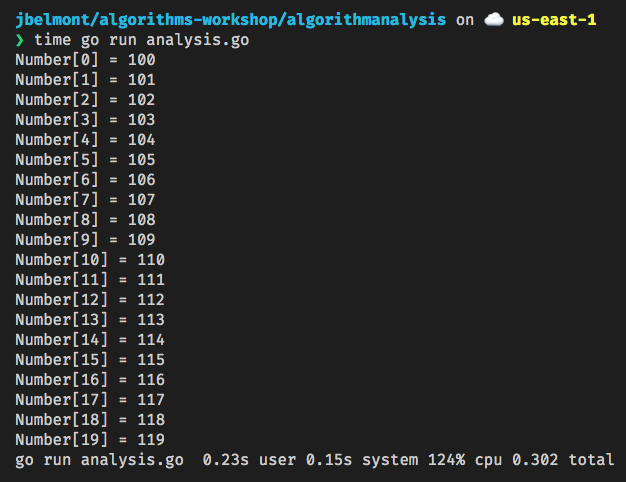 jbelmont/algorithms-workshop/algorithmanalysis on ☁️ us-east-1
❯ time go run analysis.go
Number[0] = 100
Number[1] = 101
Number[2] = 102
Number[3] = 103
Number[4] = 104
Number[5] = 105
Number[6] = 106
Number[7] = 107
Number[8] = 108
Number[9] = 109
Number[10] = 110
Number[11] = 111
Number[12] = 112
Number[13] = 113
Number[14] = 114
Number[15] = 115
Number[16] = 116
Number[17] = 117
Number[18] = 118
Number[19] = 119
go run analysis.go  0.23s user 0.15s system 124% cpu 0.302 total